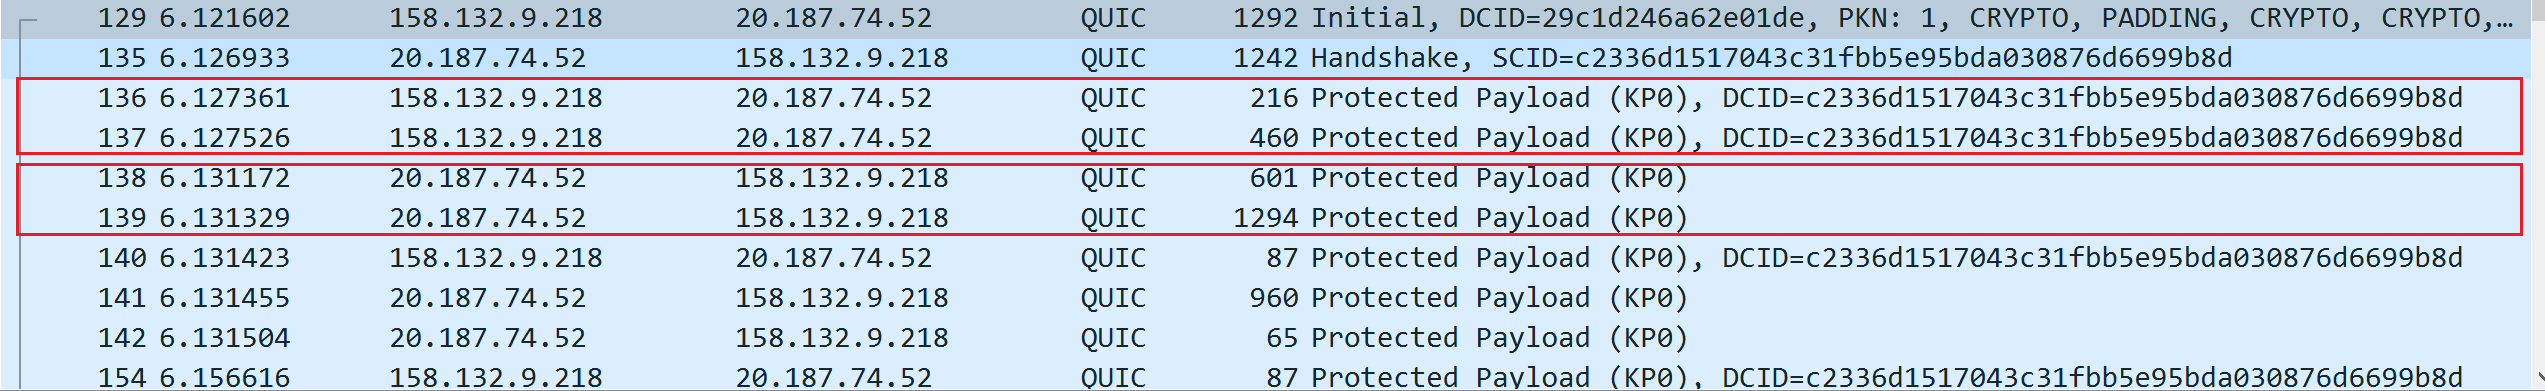 129 6.121602 158.132.9.218 20.187.74.52 QUIC 1292 Initial, DCID=29c1d246a62e01de, PKN: 1, CRYPTO, PADDING, CRYPTO, CRYPTO,…
135 6.126933 20.187.74.52 158.132.9.218 QUIC 1242 Handshake, SCID=c2336d1517043c31fbb5e95bda030876d6699b8d
136 6.127361 158.132.9.218 20.187.74.52 QUIC 216 Protected Payload (KP0), DCID=c2336d1517043c31fbb5e95bda030876d6699b8d
137 6.127526 158.132.9.218 20.187.74.52 QUIC 460 Protected Payload (KP0), DCID=c2336d1517043c31fbb5e95bda030876d6699b8d
138 6.131172 20.187.74.52 158.132.9.218 QUIC 601 Protected Payload (KP0)
139 6.131329 20.187.74.52 158.132.9.218 QUIC 1294 Protected Payload (KP0)
140 6.131423 158.132.9.218 20.187.74.52 QUIC 87 Protected Payload (KP0), DCID=c2336d1517043c31fbb5e95bda030876d6699b8d
141 6.131455 20.187.74.52 158.132.9.218 QUIC 960 Protected Payload (KP0)
142 6.131504 20.187.74.52 158.132.9.218 QUIC 65 Protected Payload (KP0)
154 6.156616 158.132.9.218 20.187.74.52 QUIC 87 Protected Payload (KP0), DCID=c2336d1517043c31fbb5e95bda030876d6699b8d